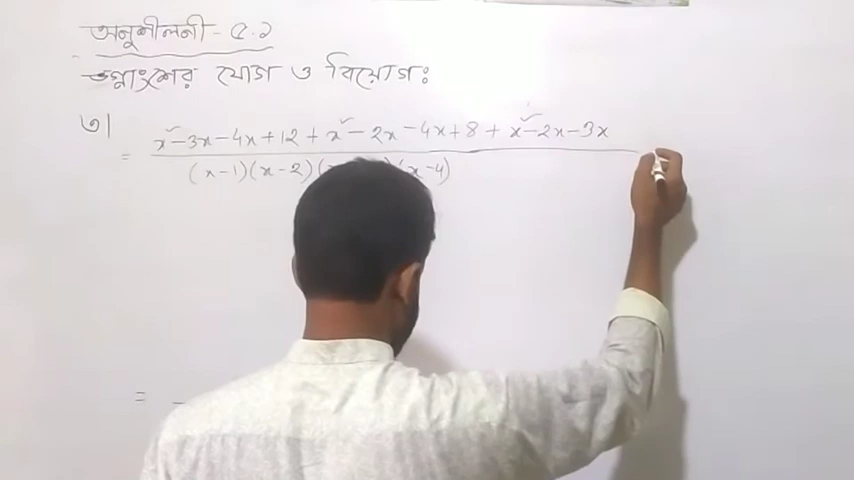 অনুশীলনী - ৫.২
ভগ্নাংশের যোগ ও বিয়োগঃ
৩|
= x² - 3x - 4x + 12 + x² - 2x - 4x + 8 + x² - 2x - 3x
(x-1)(x-2)(x-4)
=